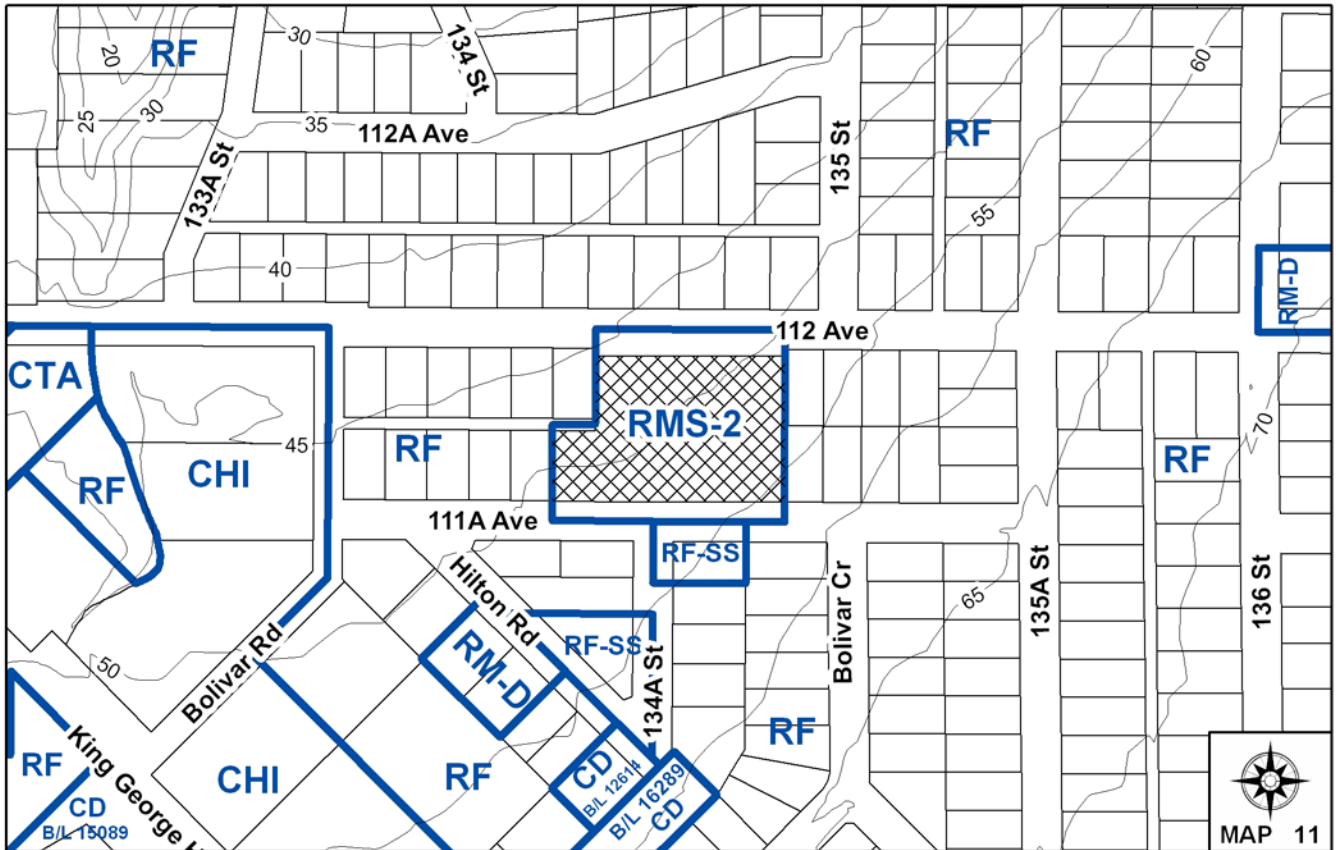 30
134 St
20
RF
60
25
30
35
112A Ave
RF
135 St
133A St
55
40
RM-D
112 Ave
CTA
RMS-2
70
45
RF
CHI
RF
RF
111A Ave
RF-SS
Hilton Rd
Bolivar Cr
135A St
136 St
65
RF-SS
RM-D
50
Bolivar Rd
134A St
RF
King George H
RF
CHI
RF
CD
B/L 12614
B/L 16289
CD
CD
B/L 15089
MAP 11